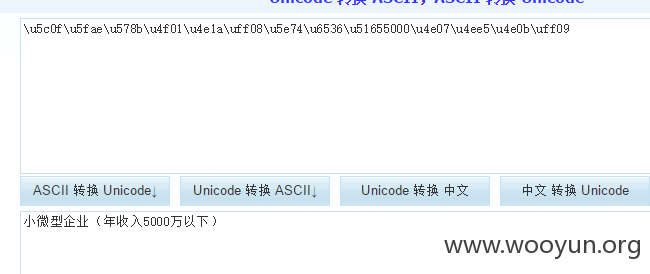 Unicode 转换 ASCII, ASCII 转换 Unicode
\u5c0f\u5fae\u578b\u4f01\u4e1a\uff08\u5e74\u6536\u51655000\u4e07\u4ee5\u4e0b\uff09
ASCII 转换 Unicode↓ Unicode 转换 ASCII↓ Unicode 转换 中文 中文 转换 Unicode
小微型企业（年收入5000万以下）
www.wooyun.org